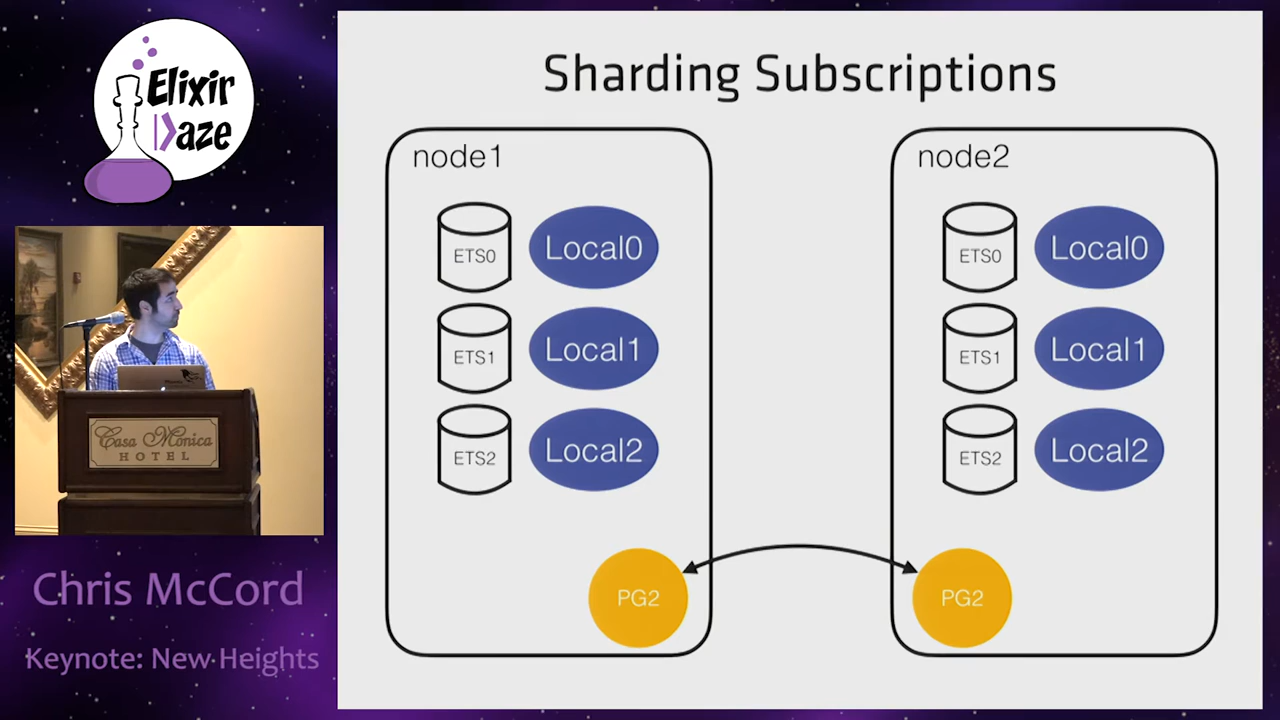 Elixir
Daze
Casa Monica
HOTEL
Chris McCord
Keynote: New Heights
Sharding Subscriptions
node1
ETS0
Local0
ETS1
Local1
ETS2
Local2
PG2
node2
ETS0
Local0
ETS1
Local1
ETS2
Local2
PG2